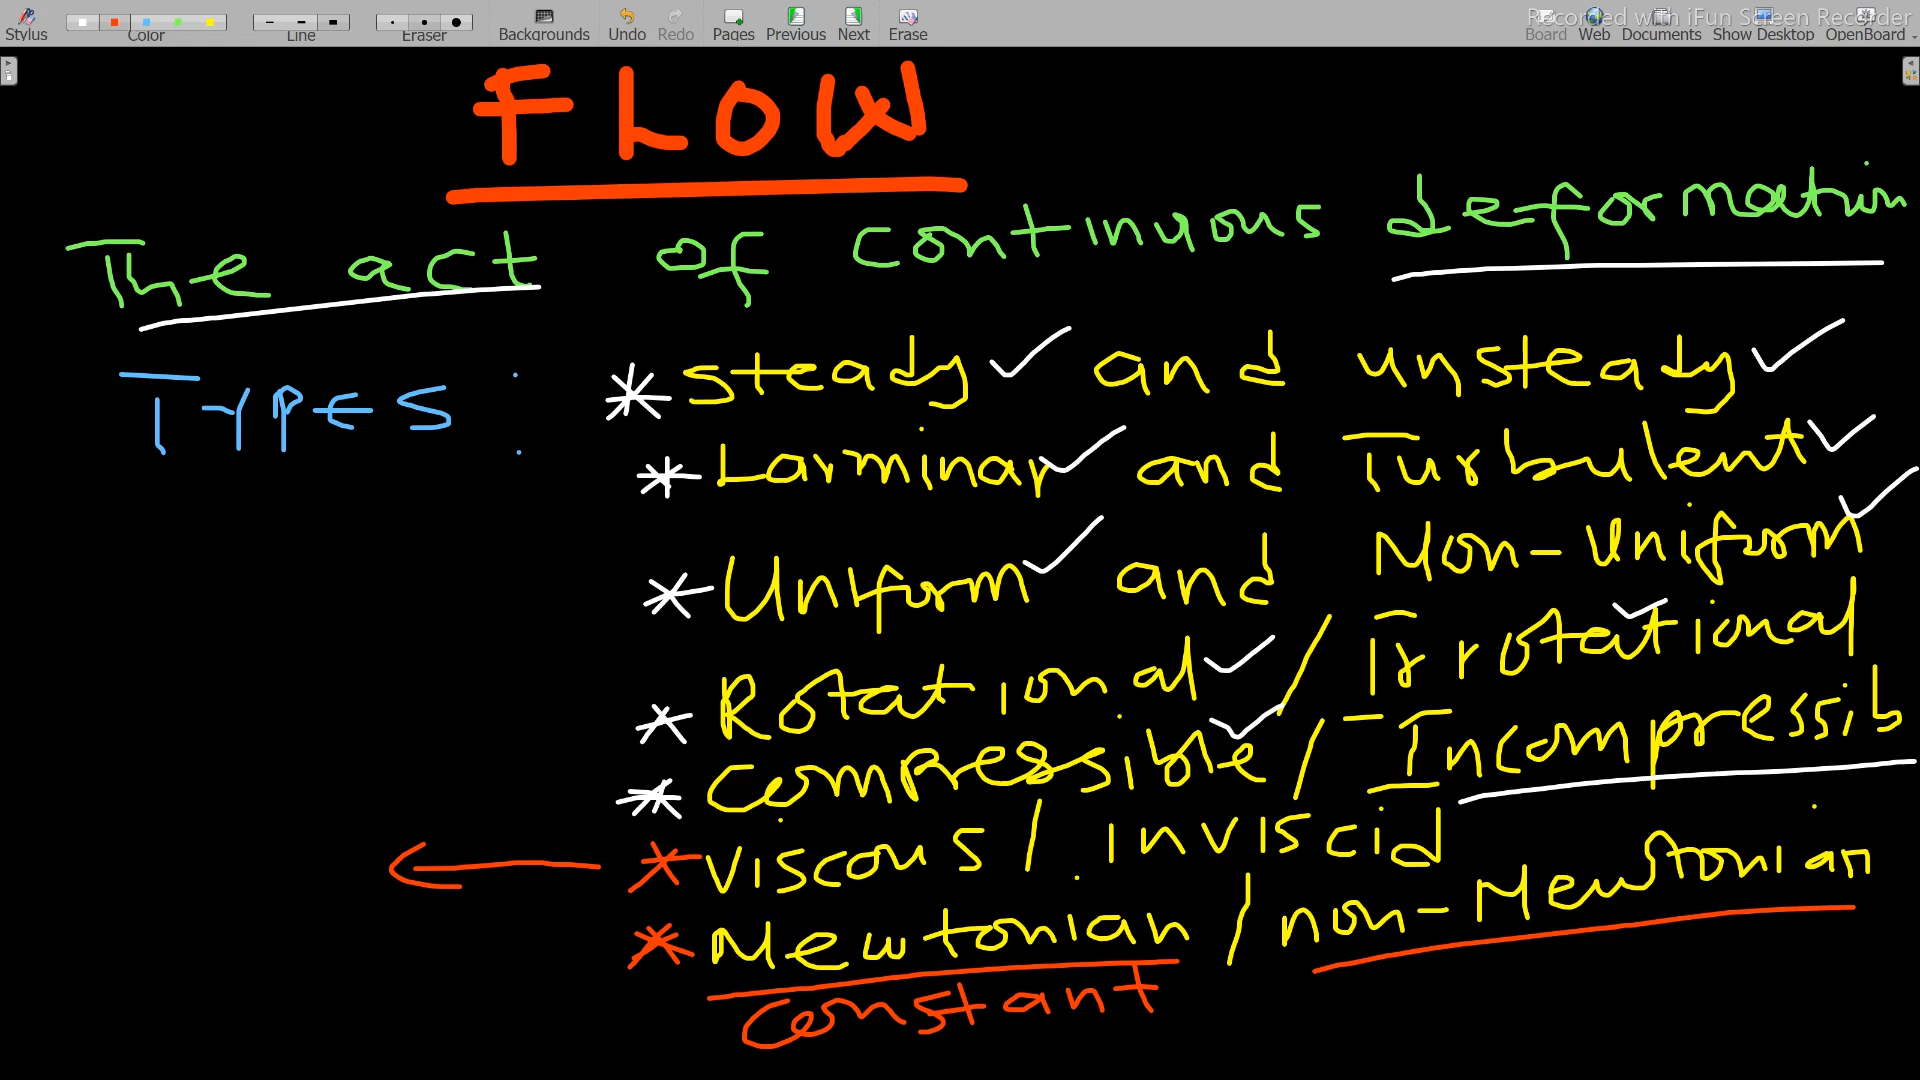 Recorded with iFun Screen Recorder
Stylus Color Line Eraser Backgrounds Undo Redo Pages Previous Next Erase Board Web Documents Show Desktop OpenBoard
FLOW
The act of continuous deformation
TYPES :
* steady ✓ and unsteady ✓
* Larminar ✓ and Turbulent ✓
* Uniform ✓ and Non-Uniform ✓
* Rotational ✓ / Irrotational ✓
* compressible ✓ / Incompressib
← * viscous / inviscid
* Newtonian / non-Newtonian
constant